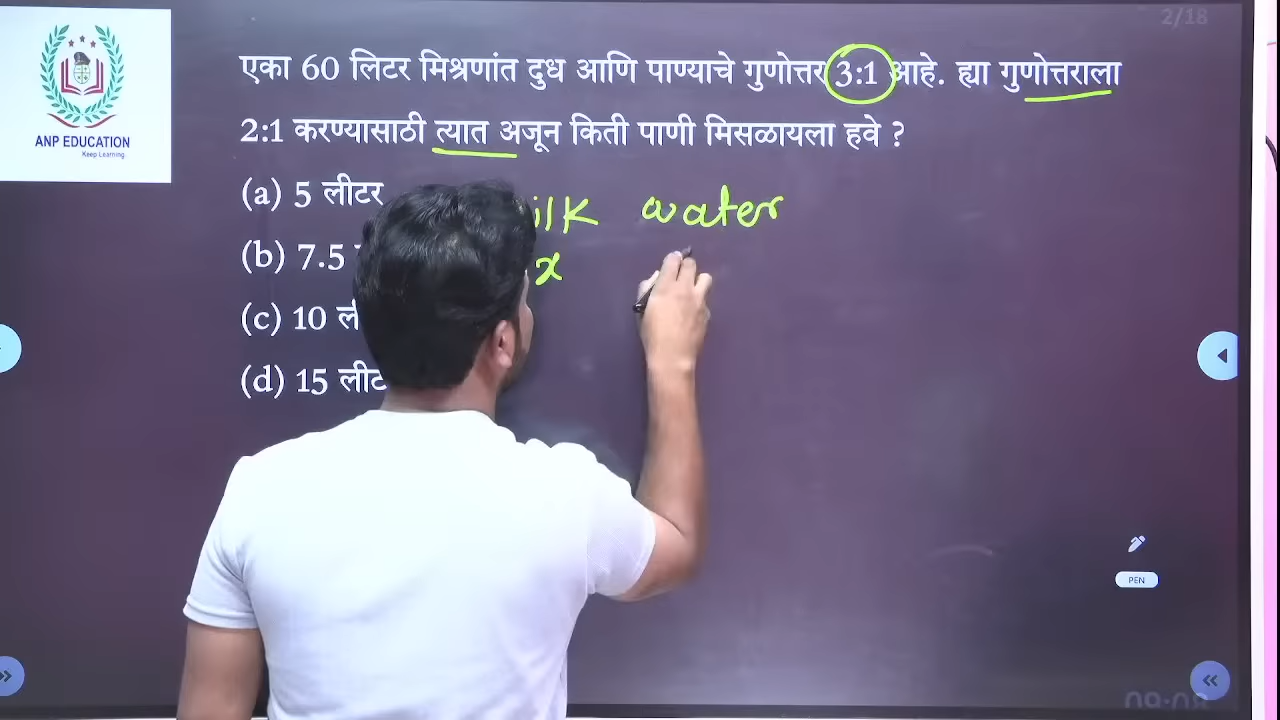 2/18
एका 60 लिटर मिश्रणांत दुध आणि पाण्याचे गुणोत्तर 3:1 आहे. ह्या गुणोत्तराला
2:1 करण्यासाठी त्यात अजून किती पाणी मिसळायला हवे ?
ANP EDUCATION
Keep Learning
(a) 5 लीटर
water
(b) 7.5
x
(c) 10
(d) 15
PEN